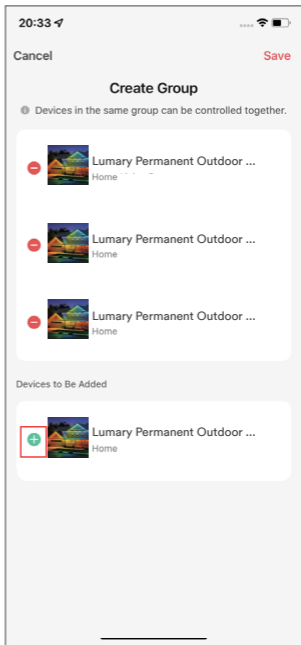 20:33
Cancel
Save
Create Group
Devices in the same group can be controlled together.
Lumary Permanent Outdoor ...
Home
Lumary Permanent Outdoor ...
Home
Lumary Permanent Outdoor ...
Home
Devices to Be Added
Lumary Permanent Outdoor ...
Home